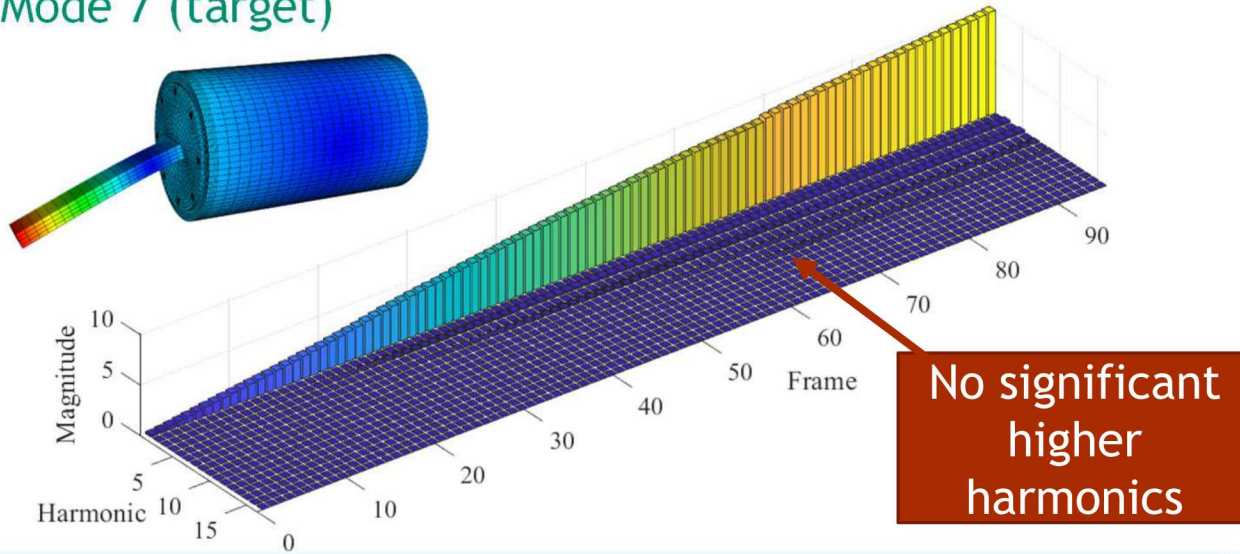 Mode 7 (target)
Magnitude
10
5
0
5
10
15
Harmonic
0
10
20
30
40
50
60
70
80
90
Frame
No significant
higher
harmonics